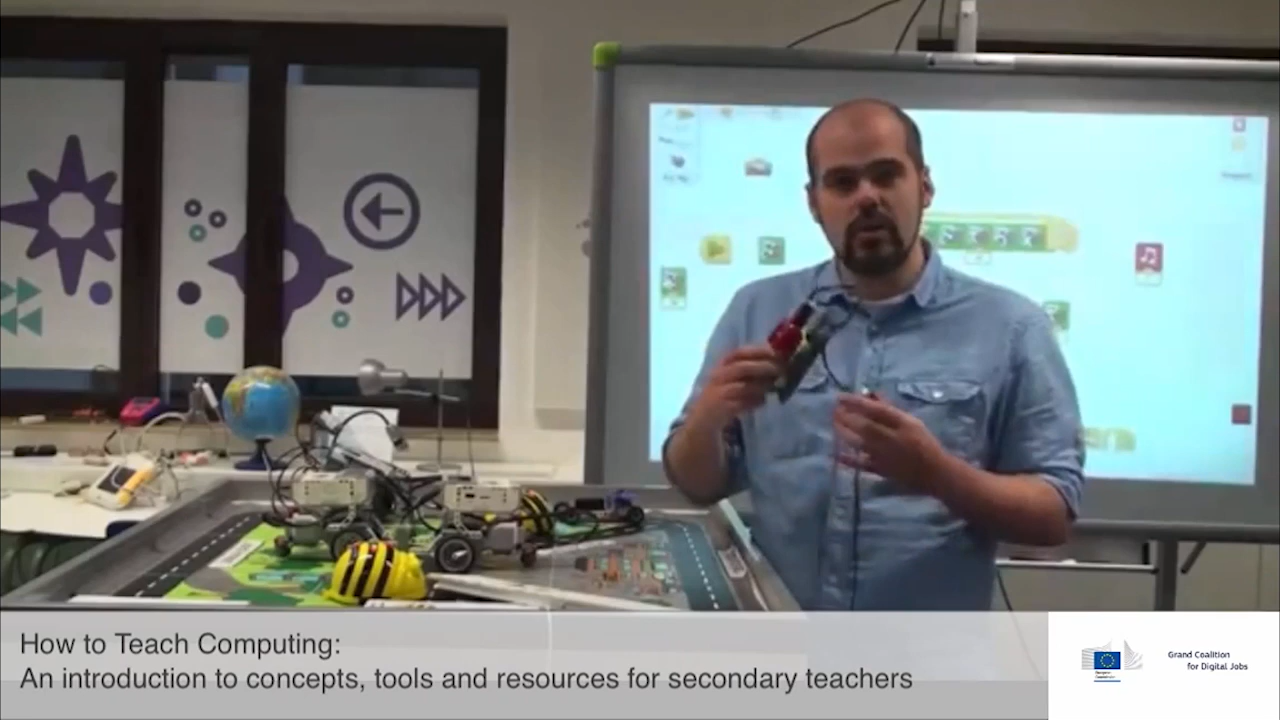 How to Teach Computing:
An introduction to concepts, tools and resources for secondary teachers
Grand Coalition
for Digital Jobs